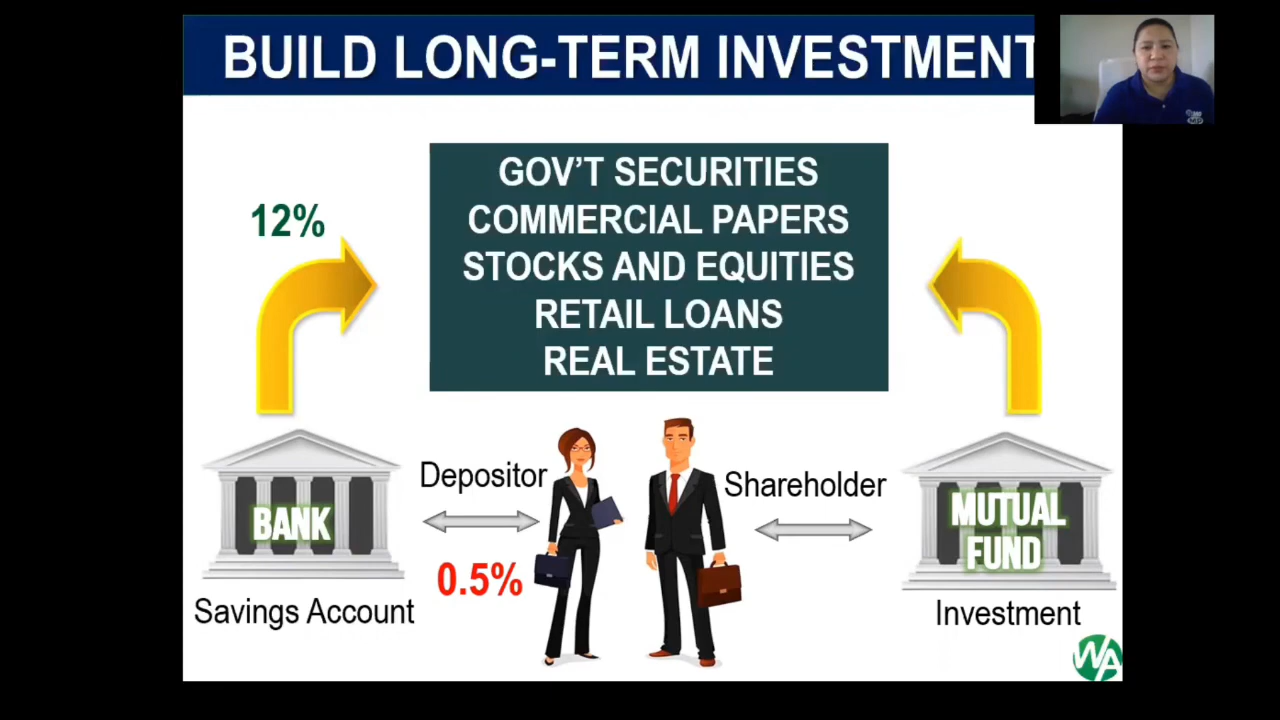 BUILD LONG-TERM INVESTMENT
GOV'T SECURITIES
COMMERCIAL PAPERS
STOCKS AND EQUITIES
RETAIL LOANS
REAL ESTATE
12%
Depositor
Shareholder
BANK
MUTUAL
FUND
0.5%
Savings Account
Investment
WA